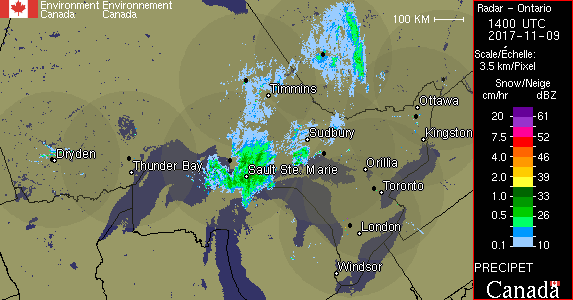 Environment Environnement
Canada Canada
100 KM
Timmins
Ottawa
Sudbury
Kingston
Dryden
Thunder Bay
Sault Ste. Marie
Orillia
Toronto
London
Windsor
Radar - Ontario
1400 UTC
2017-11-09
Scale/Échelle:
3.5 km/Pixel
Snow/Neige
cm/hr dBZ
20 61
7.5 52
4.0 46
2.0 39
1.0 33
0.5 26
0.1 10
PRECIPET
Canada